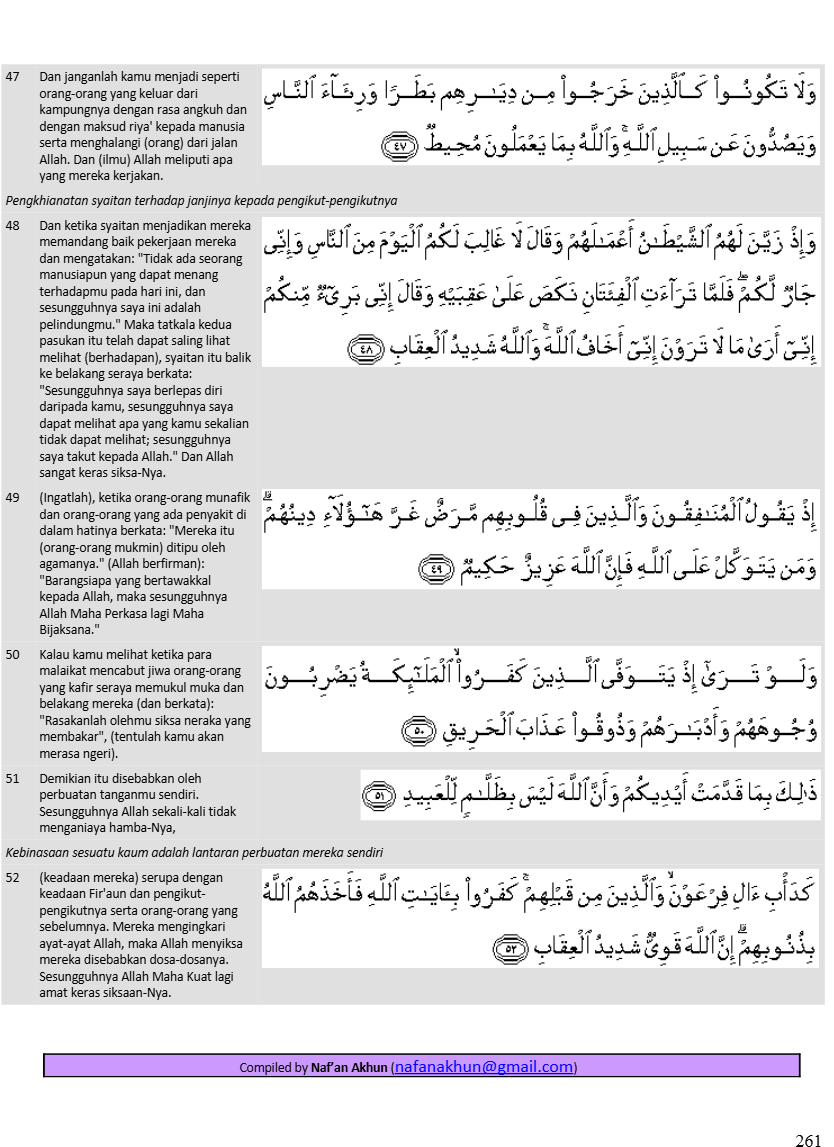 47 Dan janganlah kamu menjadi seperti
orang-orang yang keluar dari
kampungnya dengan rasa angkuh dan
dengan maksud riya' kepada manusia
serta menghalangi (orang) dari jalan
Allah. Dan (ilmu) Allah meliputi apa
yang mereka kerjakan.
وَلَا تَكُونُوا۟ كَٱلَّذِينَ خَرَجُوا۟ مِن دِيَـٰرِهِم بَطَرًا وَرِئَآءَ ٱلنَّاسِ
وَيَصُدُّونَ عَن سَبِيلِ ٱللَّهِ ۚ وَٱللَّهُ بِمَا يَعْمَلُونَ مُحِيطٌ ٤٧
Pengkhianatan syaitan terhadap janjinya kepada pengikut-pengikutnya
48 Dan ketika syaitan menjadikan mereka
memandang baik pekerjaan mereka
dan mengatakan: "Tidak ada seorang
manusiapun yang dapat menang
terhadapmu pada hari ini, dan
sesungguhnya saya ini adalah
pelindungmu." Maka tatkala kedua
pasukan itu telah dapat saling lihat
melihat (berhadapan), syaitan itu balik
ke belakang seraya berkata:
"Sesungguhnya saya berlepas diri
daripada kamu, sesungguhnya saya
dapat melihat apa yang kamu sekalian
tidak dapat melihat; sesungguhnya
saya takut kepada Allah." Dan Allah
sangat keras siksa-Nya.
وَإِذْ زَيَّنَ لَهُمُ ٱلشَّيْطَـٰنُ أَعْمَـٰلَهُمْ وَقَالَ لَا غَالِبَ لَكُمُ ٱلْيَوْمَ مِنَ ٱلنَّاسِ وَإِنِّى
جَارٌ لَّكُمْ ۖ فَلَمَّا تَرَآءَتِ ٱلْفِئَتَانِ نَكَصَ عَلَىٰ عَقِبَيْهِ وَقَالَ إِنِّى بَرِىٓءٌ مِّنكُمْ
إِنِّىٓ أَرَىٰ مَا لَا تَرَوْنَ إِنِّىٓ أَخَافُ ٱللَّهَ ۚ وَٱللَّهُ شَدِيدُ ٱلْعِقَابِ ٤٨
49 (Ingatlah), ketika orang-orang munafik
dan orang-orang yang ada penyakit di
dalam hatinya berkata: "Mereka itu
(orang-orang mukmin) ditipu oleh
agamanya." (Allah berfirman):
"Barangsiapa yang bertawakkal
kepada Allah, maka sesungguhnya
Allah Maha Perkasa lagi Maha
Bijaksana."
إِذْ يَقُولُ ٱلْمُنَـٰفِقُونَ وَٱلَّذِينَ فِى قُلُوبِهِم مَّرَضٌ غَرَّ هَـٰٓؤُلَآءِ دِينُهُمْ ۗ
وَمَن يَتَوَكَّلْ عَلَى ٱللَّهِ فَإِنَّ ٱللَّهَ عَزِيزٌ حَكِيمٌ ٤٩
50 Kalau kamu melihat ketika para
malaikat mencabut jiwa orang-orang
yang kafir seraya memukul muka dan
belakang mereka (dan berkata):
"Rasakanlah olehmu siksa neraka yang
membakar", (tentulah kamu akan
merasa ngeri).
وَلَوْ تَرَىٰٓ إِذْ يَتَوَفَّى ٱلَّذِينَ كَفَرُوا۟ ۙ ٱلْمَلَـٰٓئِكَةُ يَضْرِبُونَ
وُجُوهَهُمْ وَأَدْبَـٰرَهُمْ وَذُوقُوا۟ عَذَابَ ٱلْحَرِيقِ ٥٠
51 Demikian itu disebabkan oleh
perbuatan tanganmu sendiri.
Sesungguhnya Allah sekali-kali tidak
menganiaya hamba-Nya,
ذَٰلِكَ بِمَا قَدَّمَتْ أَيْدِيكُمْ وَأَنَّ ٱللَّهَ لَيْسَ بِظَلَّـٰمٍ لِّلْعَبِيدِ ٥١
Kebinasaan sesuatu kaum adalah lantaran perbuatan mereka sendiri
52 (keadaan mereka) serupa dengan
keadaan Fir'aun dan pengikut-
pengikutnya serta orang-orang yang
sebelumnya. Mereka mengingkari
ayat-ayat Allah, maka Allah menyiksa
mereka disebabkan dosa-dosanya.
Sesungguhnya Allah Maha Kuat lagi
amat keras siksaan-Nya.
كَدَأْبِ ءَالِ فِرْعَوْنَ ۙ وَٱلَّذِينَ مِن قَبْلِهِمْ ۚ كَفَرُوا۟ بِـَٔايَـٰتِ ٱللَّهِ فَأَخَذَهُمُ ٱللَّهُ
بِذُنُوبِهِمْ ۗ إِنَّ ٱللَّهَ قَوِىٌّ شَدِيدُ ٱلْعِقَابِ ٥٢
Compiled by Naf'an Akhun (nafanakhun@gmail.com)
261